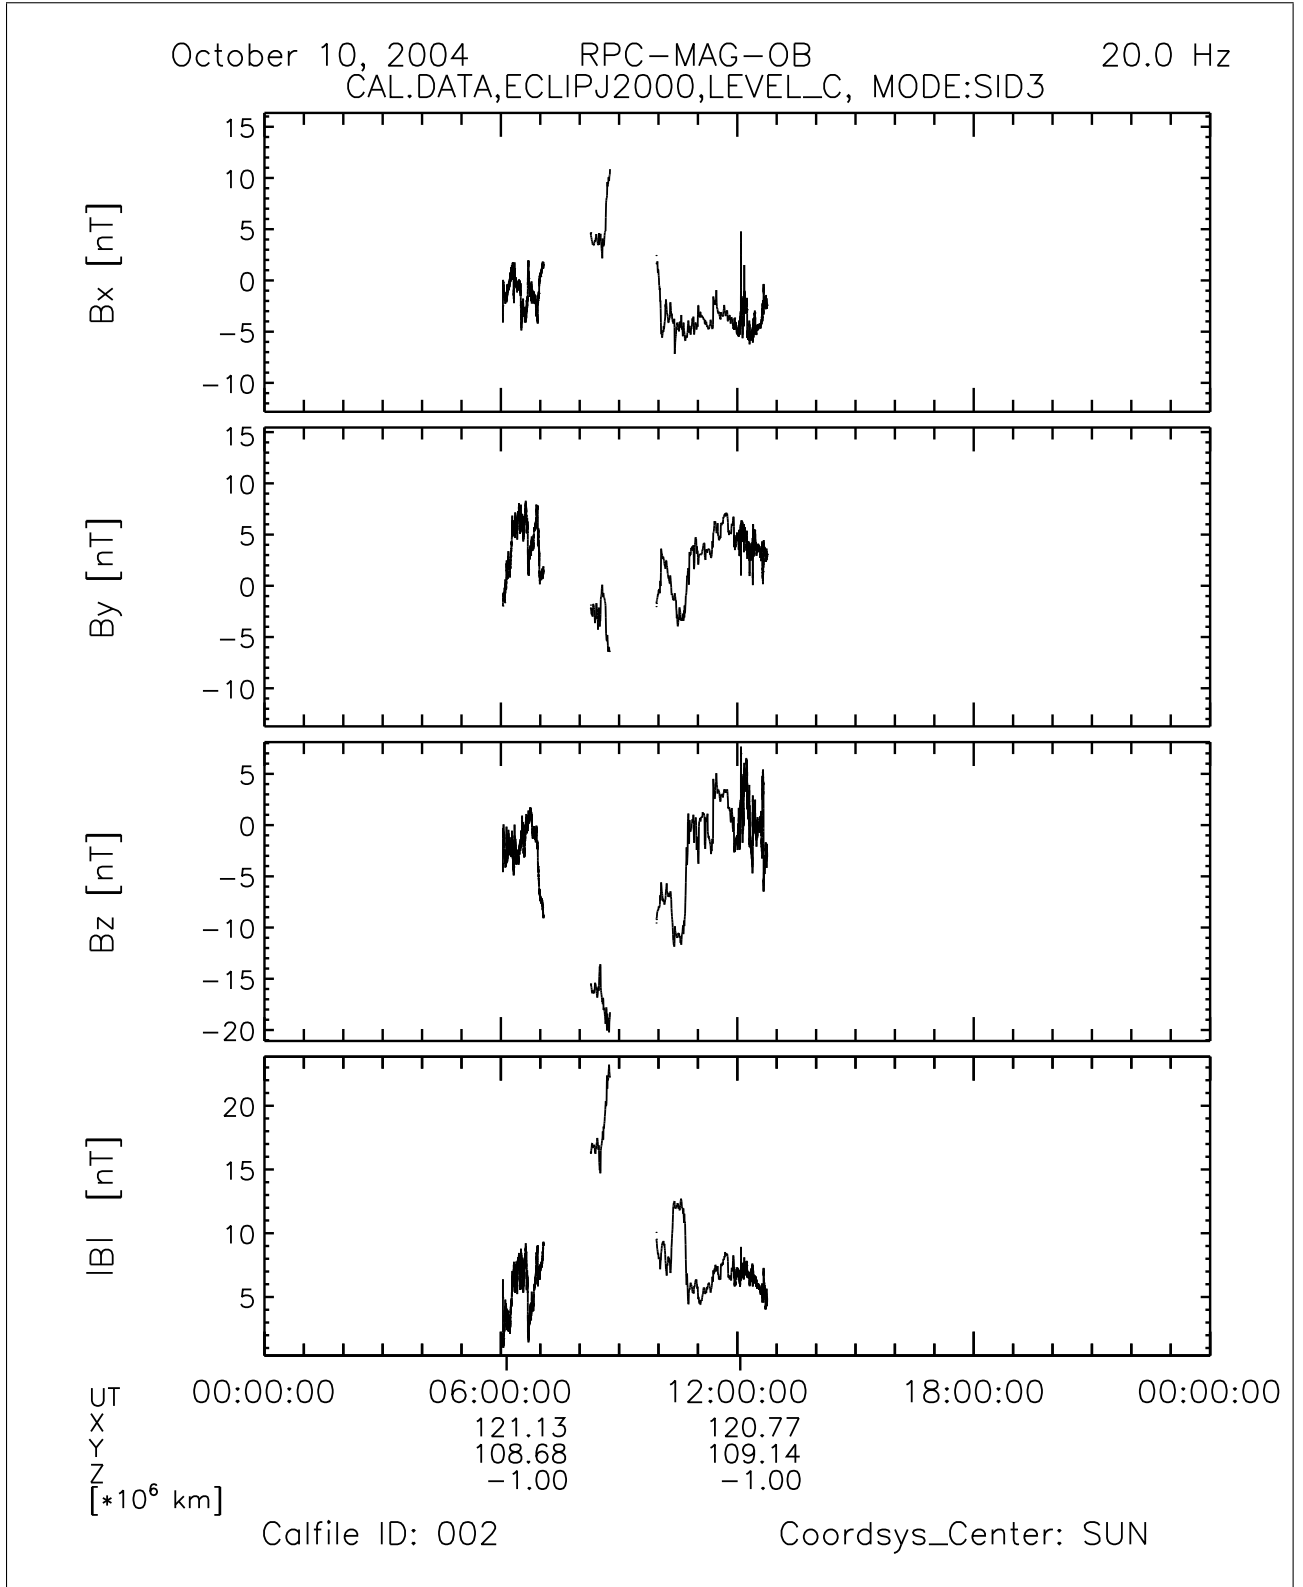 October 10, 2004 RPC-MAG-OB 20.0 Hz
CAL.DATA,ECLIPJ2000,LEVEL_C, MODE:SID3
15
10
5
0
-5
-10
Bx [nT]
15
10
5
0
-5
-10
By [nT]
5
0
-5
-10
-15
-20
Bz [nT]
20
15
10
5
|B| [nT]
UT 00:00:00 06:00:00 12:00:00 18:00:00 00:00:00
X 121.13 120.77
Y 108.68 109.14
Z -1.00 -1.00
[*10⁶ km]
Calfile ID: 002 Coordsys_Center: SUN